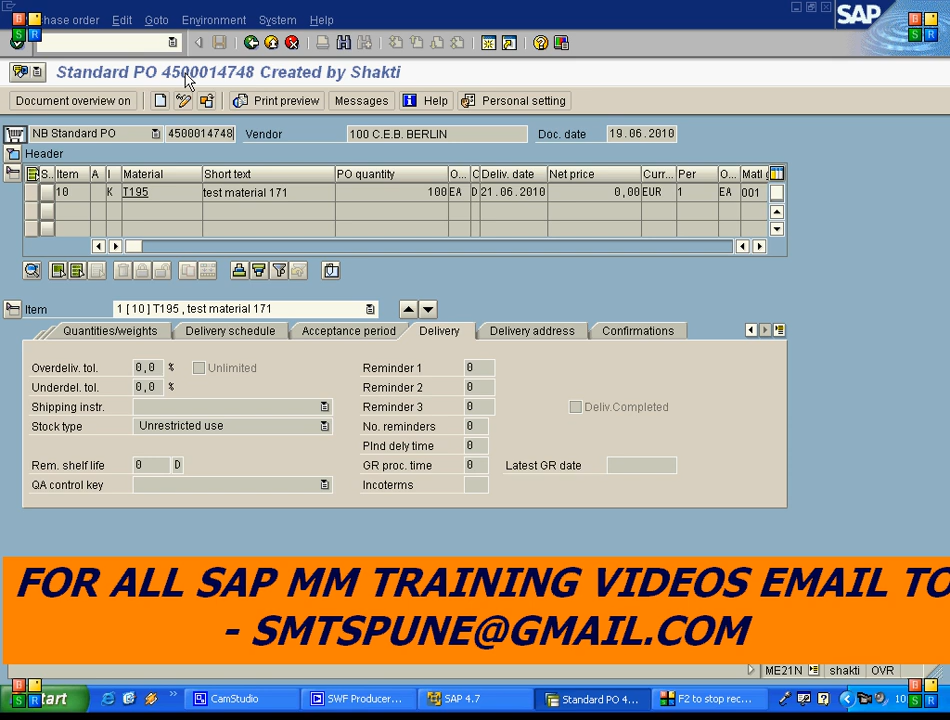 hase order Edit Goto Environment System Help
SAP
Standard PO 4500014748 Created by Shakti
Document overview on Print preview Messages Help Personal setting
NB Standard PO 4500014748 Vendor 100 C.E.B. BERLIN Doc. date 19.06.2010
Header
S.. Item A I Material Short text PO quantity O... C Deliv. date Net price Curr... Per O... Matl g
10 K T195 test material 171 100 EA D 21.06.2010 0,00 EUR 1 EA 001
Item 1 [ 10 ] T195 , test material 171
Quantities/weights Delivery schedule Acceptance period Delivery Delivery address Confirmations
Overdeliv. tol. 0,0 % Unlimited Reminder 1 0
Underdel. tol. 0,0 % Reminder 2 0
Shipping instr. Reminder 3 0 Deliv.Completed
Stock type Unrestricted use No. reminders 0
Plnd dely time 0
Rem. shelf life 0 D GR proc. time 0 Latest GR date
QA control key Incoterms
FOR ALL SAP MM TRAINING VIDEOS EMAIL TO
- SMTSPUNE@GMAIL.COM
ME21N shakti OVR
start CamStudio SWF Producer... SAP 4.7 Standard PO 4... F2 to stop rec... 10
B S R
B S R
B S R
B S R